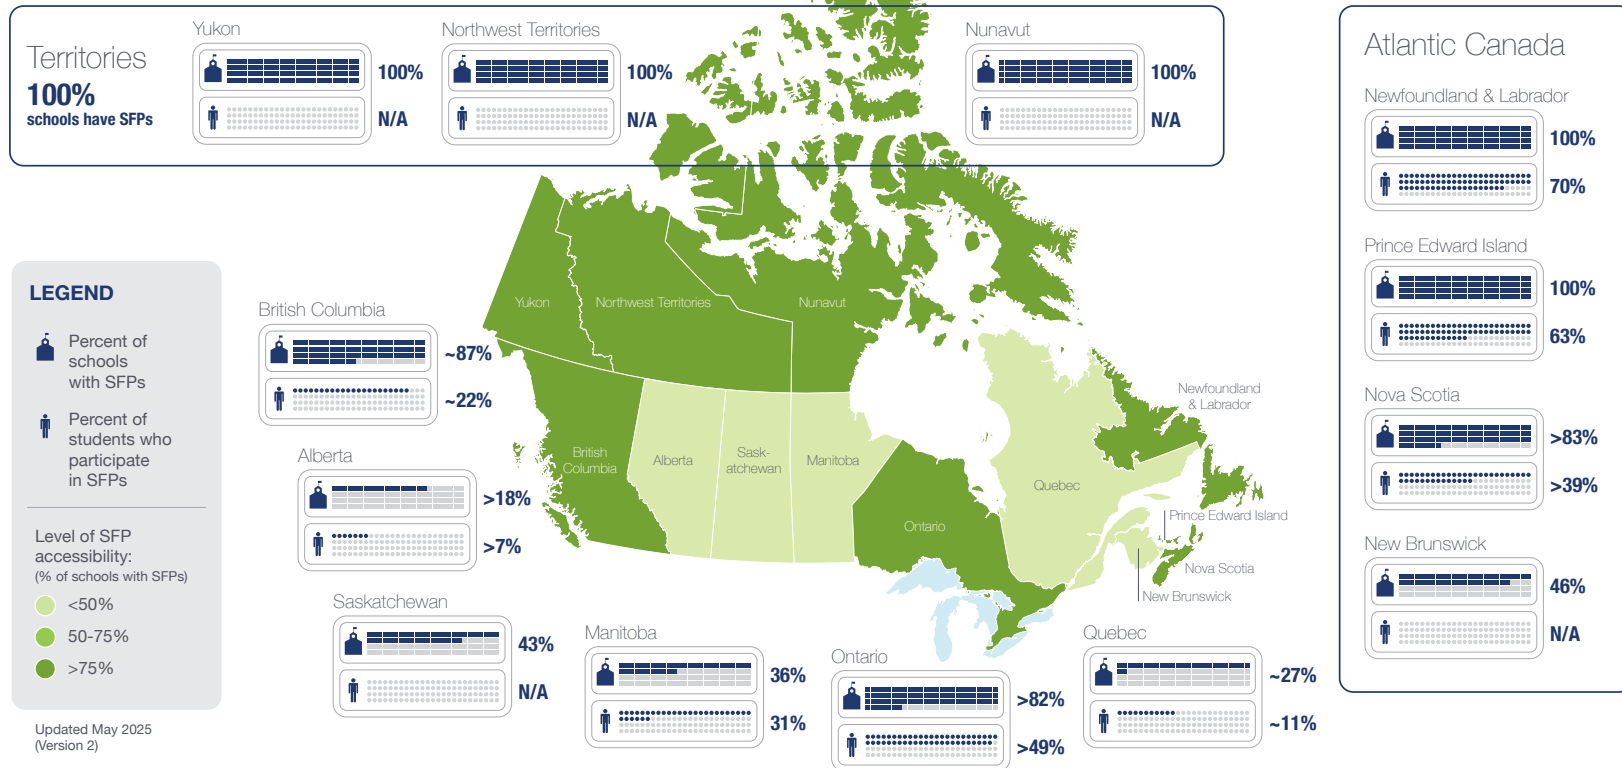 Territories
100%
schools have SFPs
Yukon
100%
N/A
Northwest Territories
100%
N/A
Nunavut
100%
N/A
Atlantic Canada
Newfoundland & Labrador
100%
70%
Prince Edward Island
100%
63%
Nova Scotia
>83%
>39%
New Brunswick
46%
N/A
LEGEND
Percent of
schools
with SFPs
Percent of
students who
participate
in SFPs
Level of SFP
accessibility:
(% of schools with SFPs)
<50%
50-75%
>75%
Updated May 2025
(Version 2)
British Columbia
~87%
~22%
Alberta
>18%
>7%
Saskatchewan
43%
N/A
Manitoba
36%
31%
Ontario
>82%
>49%
Quebec
~27%
~11%
Yukon
Northwest Territories
Nunavut
British
Columbia
Alberta
Sask-
atchewan
Manitoba
Ontario
Quebec
Newfoundland
& Labrador
Prince Edward Island
Nova Scotia
New Brunswick